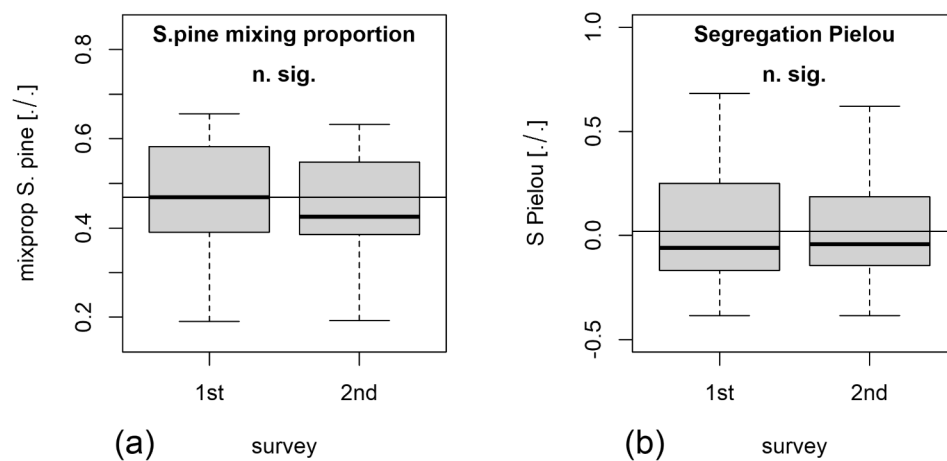 S.pine mixing proportion
n. sig.
mixprop S. pine [./.]
0.8
0.6
0.4
0.2
1st 2nd
(a) survey
Segregation Pielou
n. sig.
S Pielou [./.]
1.0
0.5
0.0
-0.5
1st 2nd
(b) survey